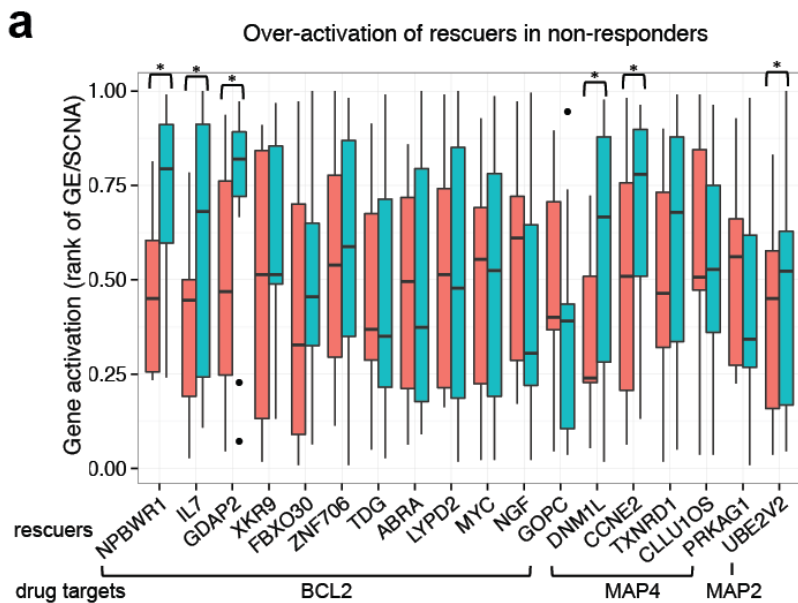 a
Over-activation of rescuers in non-responders
Gene activation (rank of GE/SCNA)
* * * * * *
1.00
0.75
0.50
0.25
0.00
rescuers
NPBWR1
IL7
GDAP2
XKR9
FBXO30
ZNF706
TDG
ABRA
LYPD2
MYC
NGF
GOPC
DNM1L
CCNE2
TXNRD1
CLLU1OS
PRKAG1
UBE2V2
drug targets BCL2 MAP4 MAP2